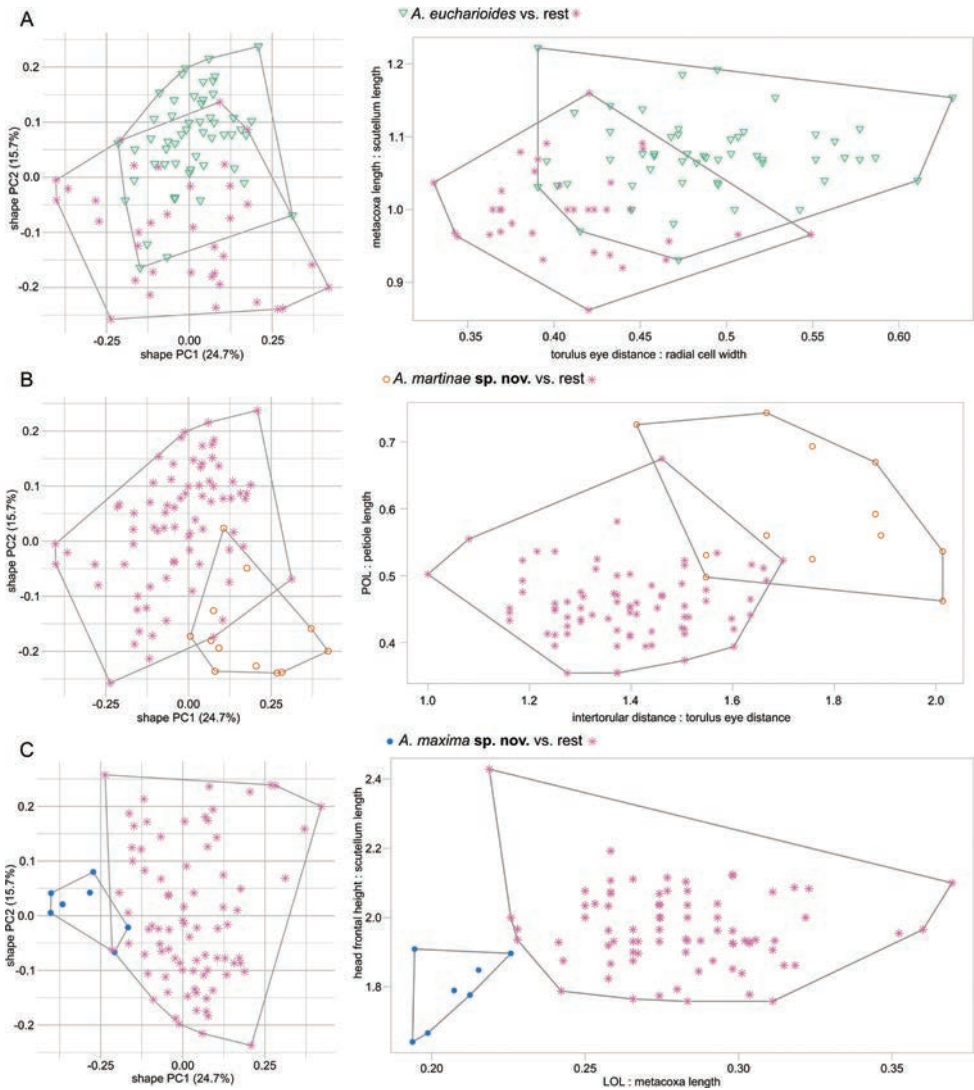 A
A. eucharioides vs. rest
shape PC2 (15.7%)
0.2
0.1
0.0
-0.1
-0.2
-0.25
0.00
0.25
shape PC1 (24.7%)
metacoxa length : scutellum length
1.2
1.1
1.0
0.9
0.40
0.45
0.50
0.55
0.60
torulus eye distance : radial cell width
B
A. martinae sp. nov. vs. rest
shape PC2 (15.7%)
0.2
0.1
0.0
-0.1
-0.2
-0.25
0.00
0.25
shape PC1 (24.7%)
POL : petiole length
0.7
0.6
0.5
0.4
1.0
1.2
1.4
1.6
1.8
2.0
intertorular distance : torulus eye distance
C
A. maxima sp. nov. vs. rest
shape PC2 (15.7%)
0.2
0.1
0.0
-0.1
-0.2
-0.25
0.00
0.25
shape PC1 (24.7%)
head frontal height : scutellum length
2.4
2.2
2.0
1.8
0.20
0.25
0.30
0.35
LOL : metacoxa length